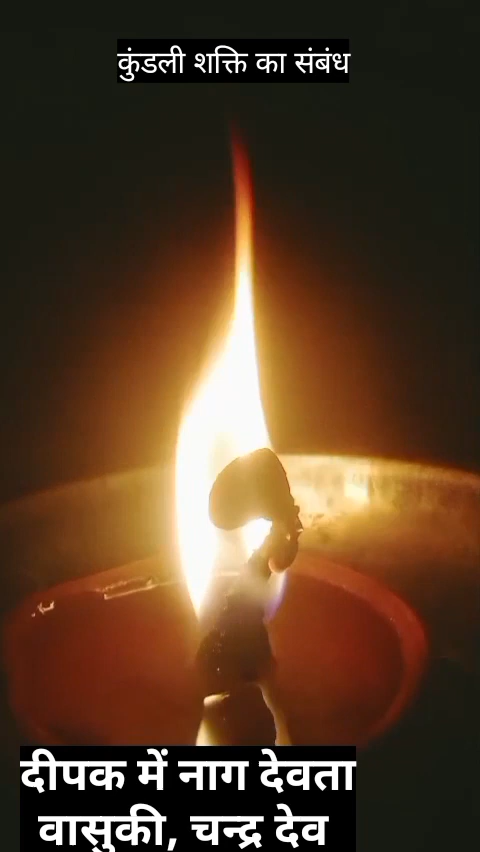 कुंडली शक्ति का संबंध
दीपक में नाग देवता
वासुकी, चन्द्र देव